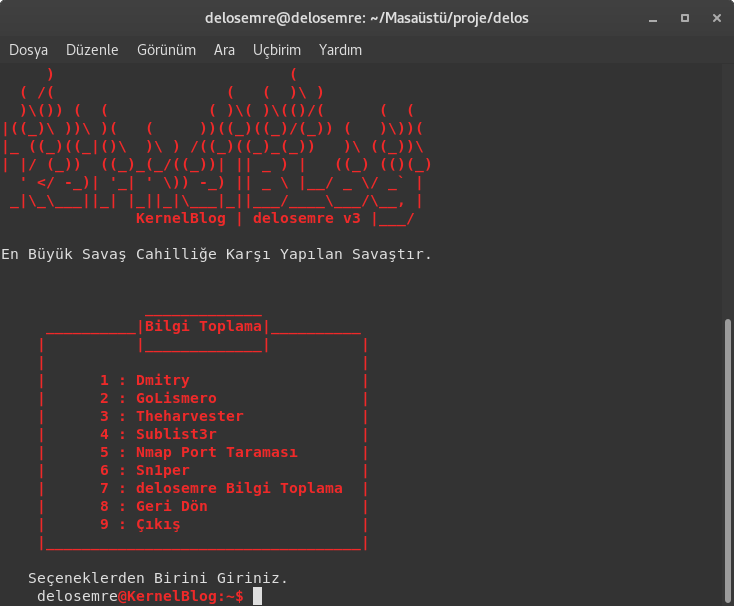 delosemre@delosemre: ~/Masaüstü/proje/delos
Dosya Düzenle Görünüm Ara Uçbirim Yardım
KernelBlog | delosemre v3
En Büyük Savaş Cahilliğe Karşı Yapılan Savaştır.
Bilgi Toplama
1 : Dmitry
2 : GoLismero
3 : Theharvester
4 : Sublist3r
5 : Nmap Port Taraması
6 : Sn1per
7 : delosemre Bilgi Toplama
8 : Geri Dön
9 : Çıkış
Seçeneklerden Birini Giriniz.
delosemre@KernelBlog:~$